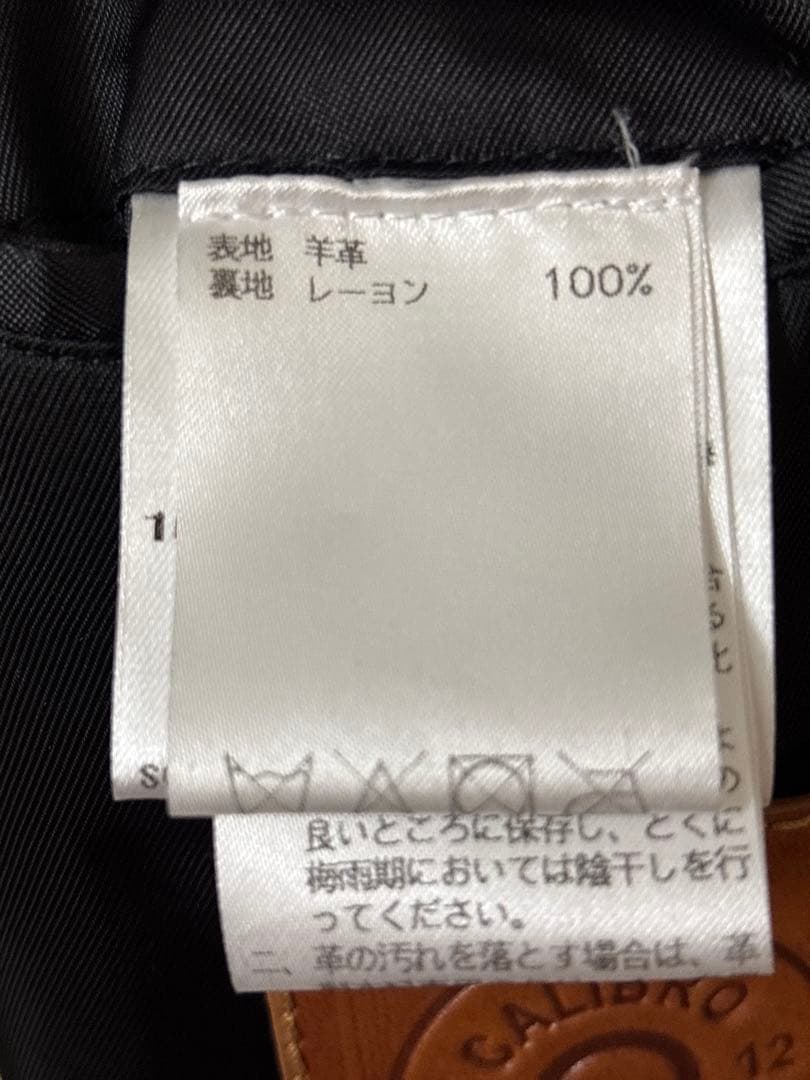 表地 羊革
裏地 レーヨン 100%
良いところに保存し、とくに
梅雨期においては陰干しを行
ってください。
二、革の汚れを落とす場合は、革
CALIBRO
12